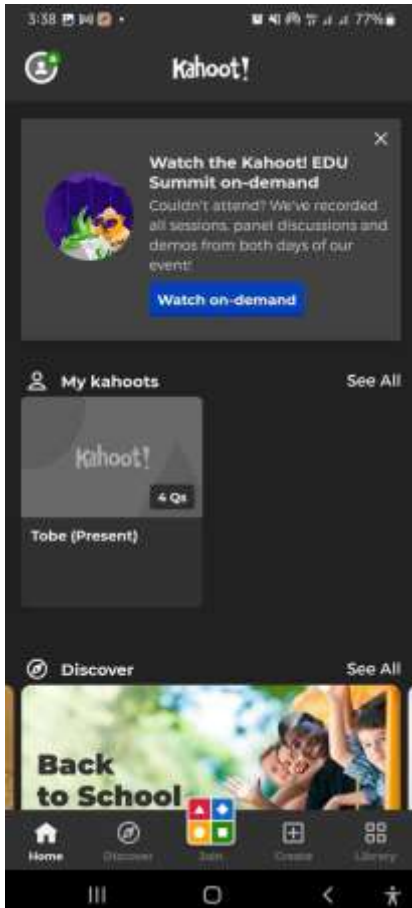 3:38
77%
Kahoot!
Watch the Kahoot! EDU
Summit on-demand
Couldn't attend? We've recorded
all sessions, panel discussions and
demos from both days of our
event!
Watch on-demand
My kahoots
See All
Kahoot!
4 Qs
Tobe (Present)
Discover
See All
Back
to School
Home
Discover
Join
Create
Library